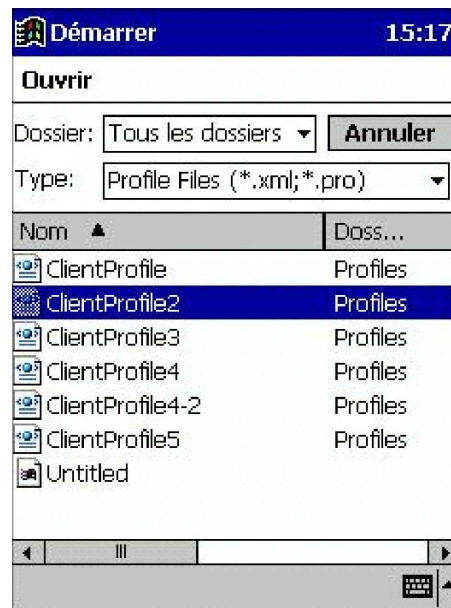 Démarrer 15:17
Ouvrir
Dossier: Tous les dossiers Annuler
Type: Profile Files (*.xml;*.pro)
Nom Doss...
ClientProfile Profiles
ClientProfile2 Profiles
ClientProfile3 Profiles
ClientProfile4 Profiles
ClientProfile4-2 Profiles
ClientProfile5 Profiles
Untitled